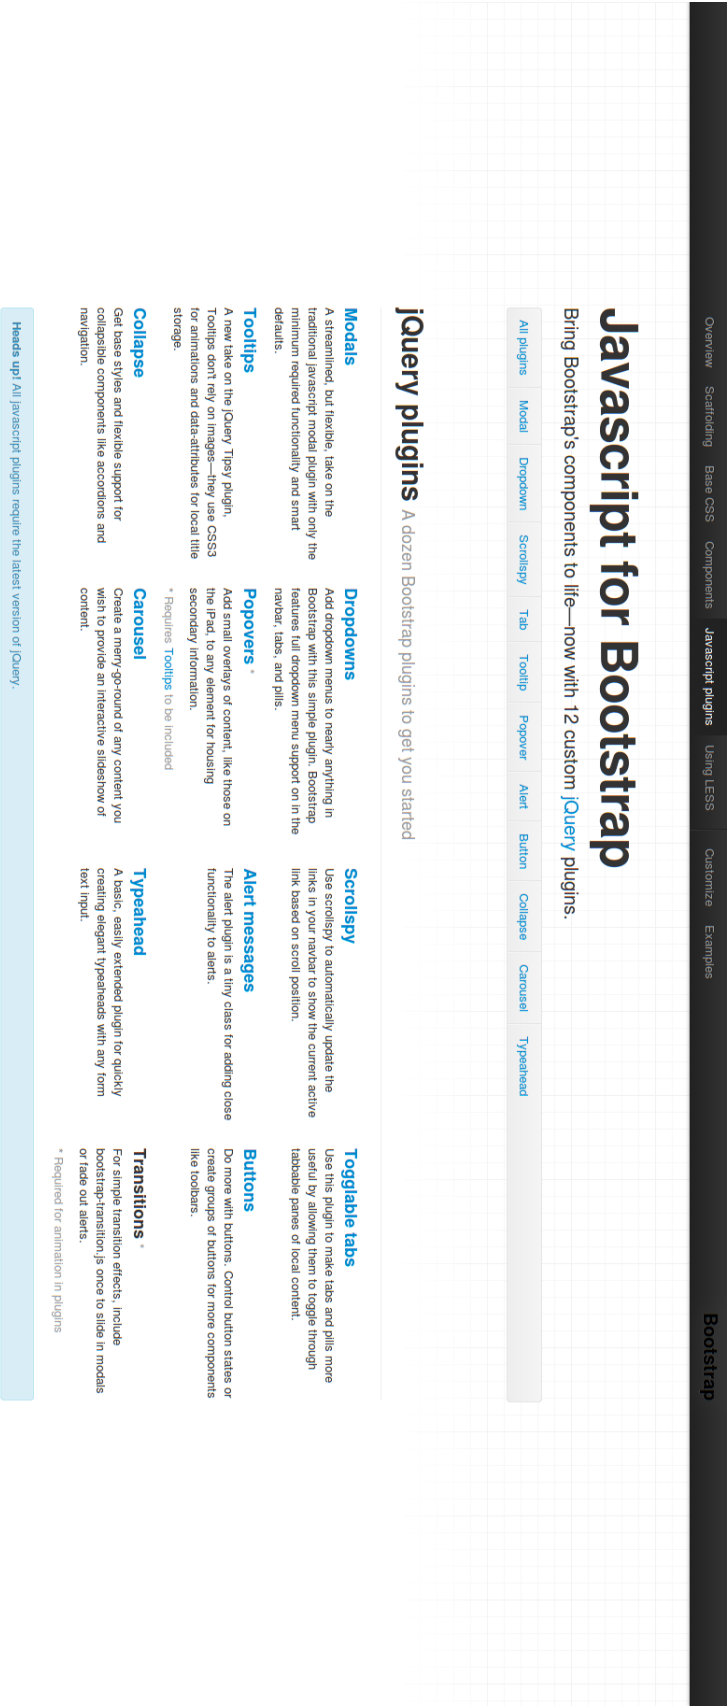 Overview Scaffolding Base CSS Components Javascript plugins Using LESS Customize Examples Bootstrap
Javascript for Bootstrap
Bring Bootstrap's components to life—now with 12 custom jQuery plugins.
All plugins Modal Dropdown Scrollspy Tab Tooltip Popover Alert Button Collapse Carousel Typeahead
jQuery plugins A dozen Bootstrap plugins to get you started
Modals
A streamlined, but flexible, take on the
traditional javascript modal plugin with only the
minimum required functionality and smart
defaults.
Dropdowns
Add dropdown menus to nearly anything in
Bootstrap with this simple plugin. Bootstrap
features full dropdown menu support on in the
navbar, tabs, and pills.
Scrollspy
Use scrollspy to automatically update the
links in your navbar to show the current active
link based on scroll position.
Togglable tabs
Use this plugin to make tabs and pills more
useful by allowing them to toggle through
tabbable panes of local content.
Tooltips
A new take on the jQuery Tipsy plugin,
Tooltips don't rely on images—they use CSS3
for animations and data-attributes for local title
storage.
Popovers *
Add small overlays of content, like those on
the iPad, to any element for housing
secondary information.
* Requires Tooltips to be included
Alert messages
The alert plugin is a tiny class for adding close
functionality to alerts.
Buttons
Do more with buttons. Control button states or
create groups of buttons for more components
like toolbars.
Collapse
Get base styles and flexible support for
collapsible components like accordions and
navigation.
Carousel
Create a merry-go-round of any content you
wish to provide an interactive slideshow of
content.
Typeahead
A basic, easily extended plugin for quickly
creating elegant typeaheads with any form
text input.
Transitions *
For simple transition effects, include
bootstrap-transition.js once to slide in modals
or fade out alerts.
* Required for animation in plugins
Heads up! All javascript plugins require the latest version of jQuery.